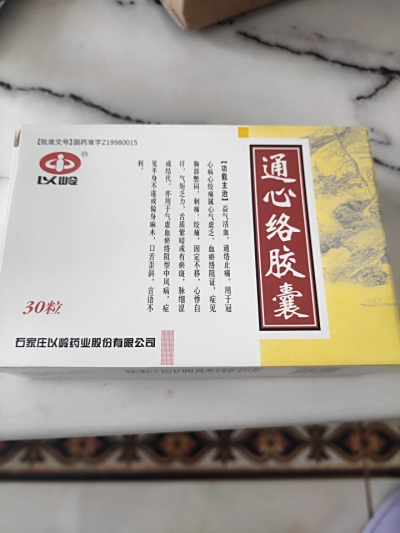 【批准文号】国药准字Z19980015
®
以岭
通心络胶囊
【功能主治】益气活血，通络止痛。用于冠
心病心绞痛属心气虚乏、血瘀络阻证，症见
胸部憋闷，刺痛、绞痛，固定不移，心悸自
汗，气短乏力，舌质紫暗或有瘀斑，脉细涩
或结代。亦用于气虚血瘀络阻型中风病，症
见半身不遂或偏身麻木，口舌歪斜，言语不
利。
30粒
石家庄以岭药业股份有限公司